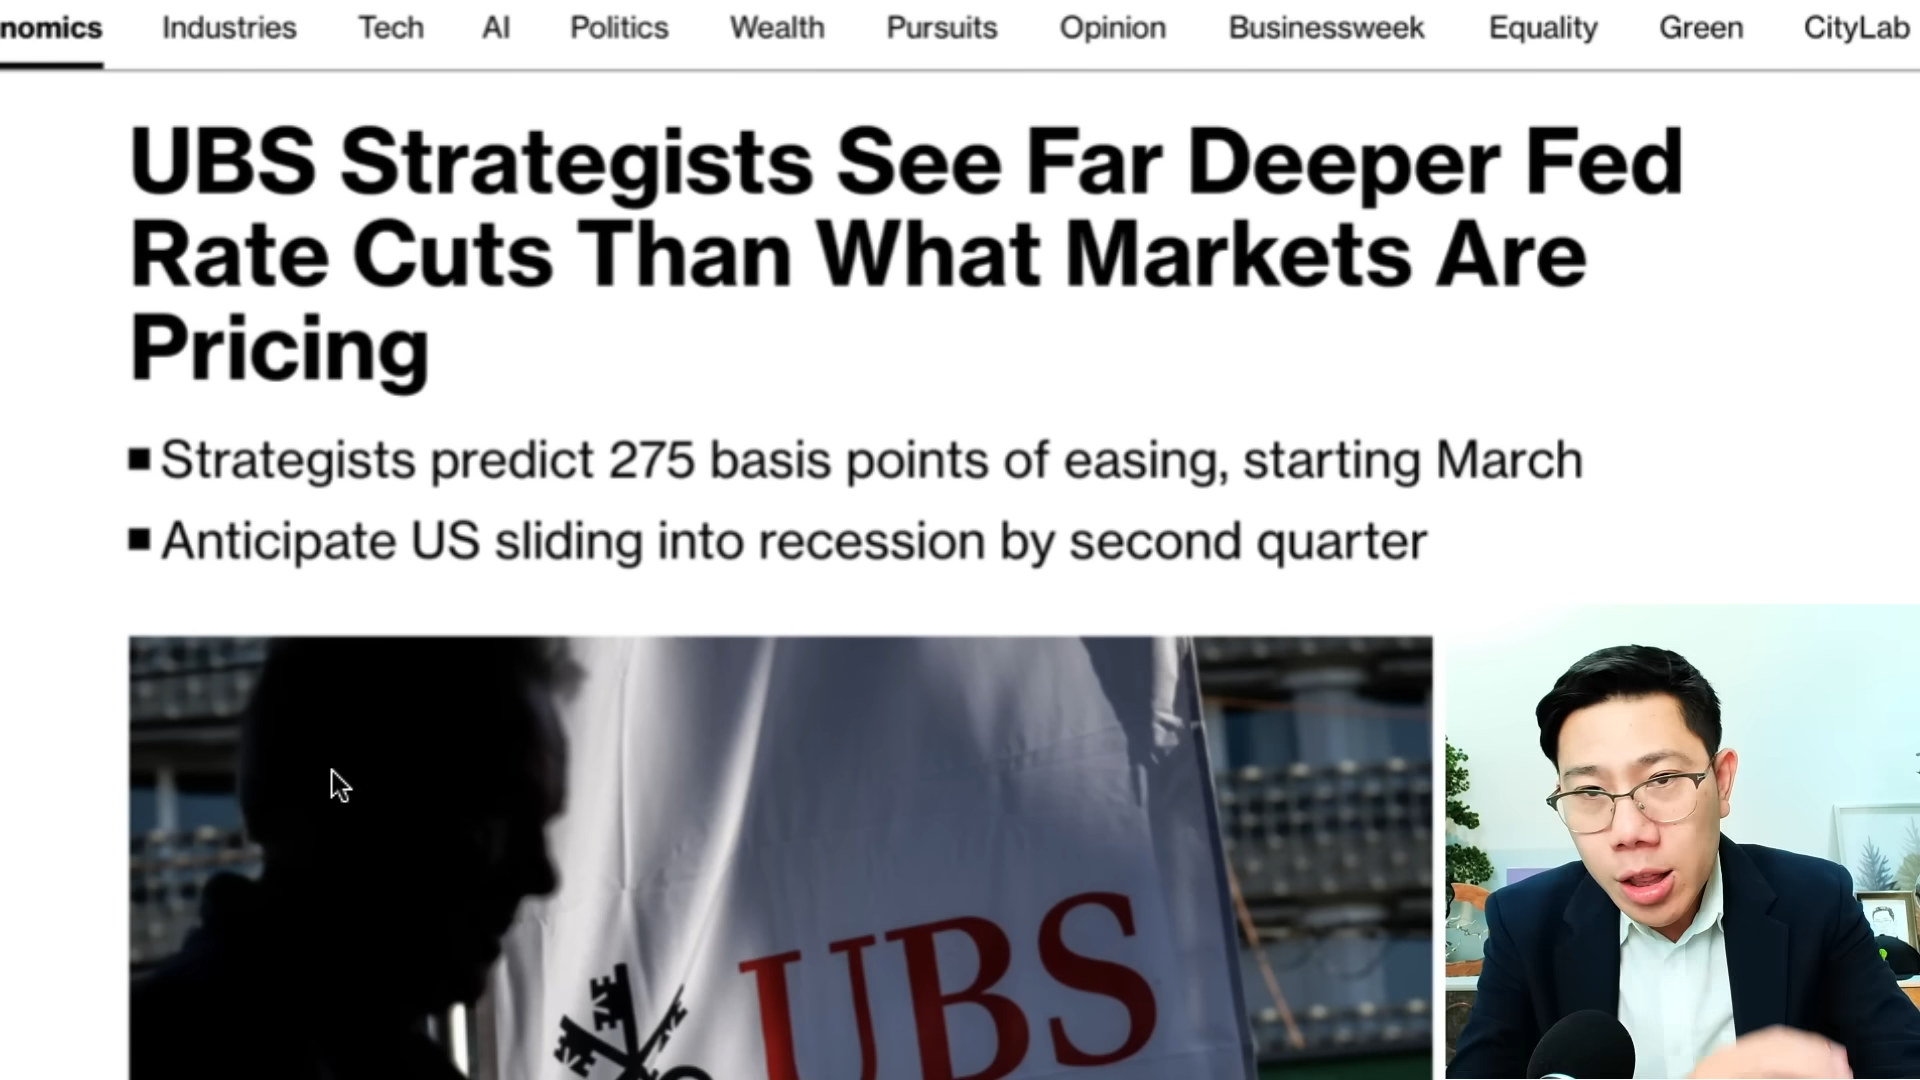 nomics Industries Tech AI Politics Wealth Pursuits Opinion Businessweek Equality Green CityLab
UBS Strategists See Far Deeper Fed
Rate Cuts Than What Markets Are
Pricing
■ Strategists predict 275 basis points of easing, starting March
■ Anticipate US sliding into recession by second quarter
UBS